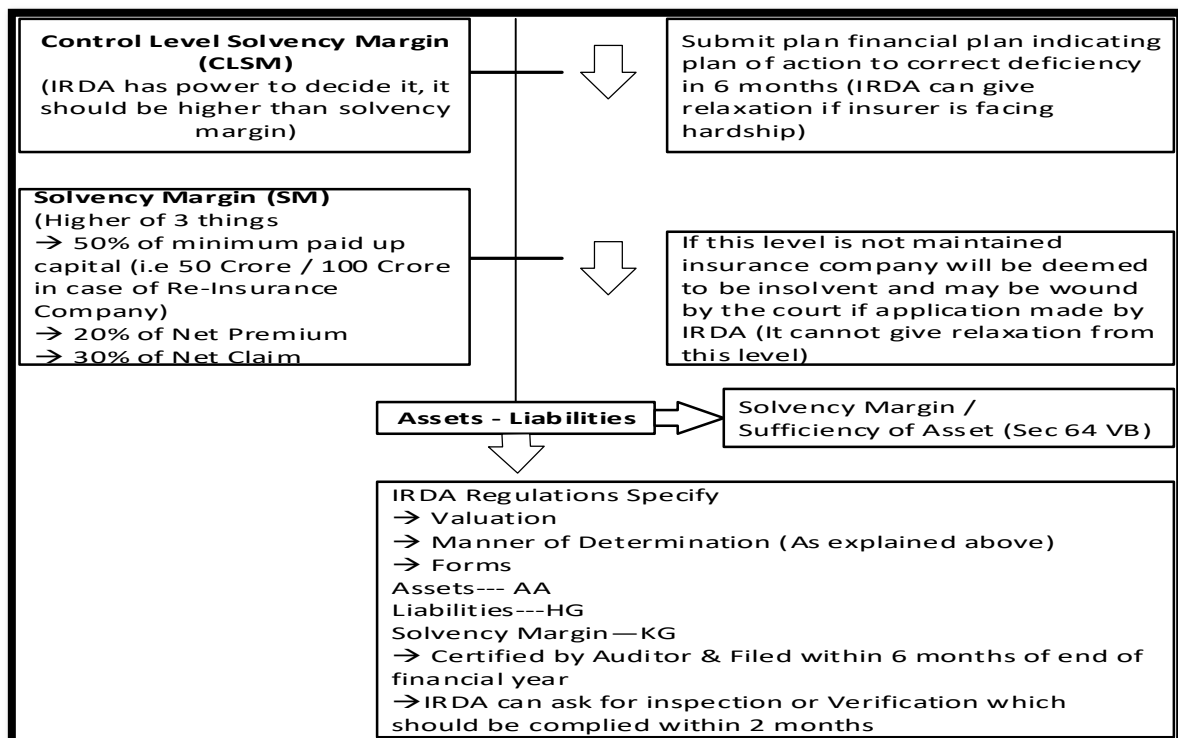 Control Level Solvency Margin
(CLSM)
(IRDA has power to decide it, it
should be higher than solvency
margin)
Submit plan financial plan indicating
plan of action to correct deficiency
in 6 months (IRDA can give
relaxation if insurer is facing
hardship)
Solvency Margin (SM)
(Higher of 3 things
→ 50% of minimum paid up
capital (i.e 50 Crore / 100 Crore
in case of Re-Insurance
Company)
→ 20% of Net Premium
→ 30% of Net Claim
If this level is not maintained
insurance company will be deemed
to be insolvent and may be wound
by the court if application made by
IRDA (It cannot give relaxation from
this level)
Assets - Liabilities
Solvency Margin /
Sufficiency of Asset (Sec 64 VB)
IRDA Regulations Specify
→ Valuation
→ Manner of Determination (As explained above)
→ Forms
Assets--- AA
Liabilities---HG
Solvency Margin—KG
→ Certified by Auditor & Filed within 6 months of end of
financial year
→IRDA can ask for inspection or Verification which
should be complied within 2 months